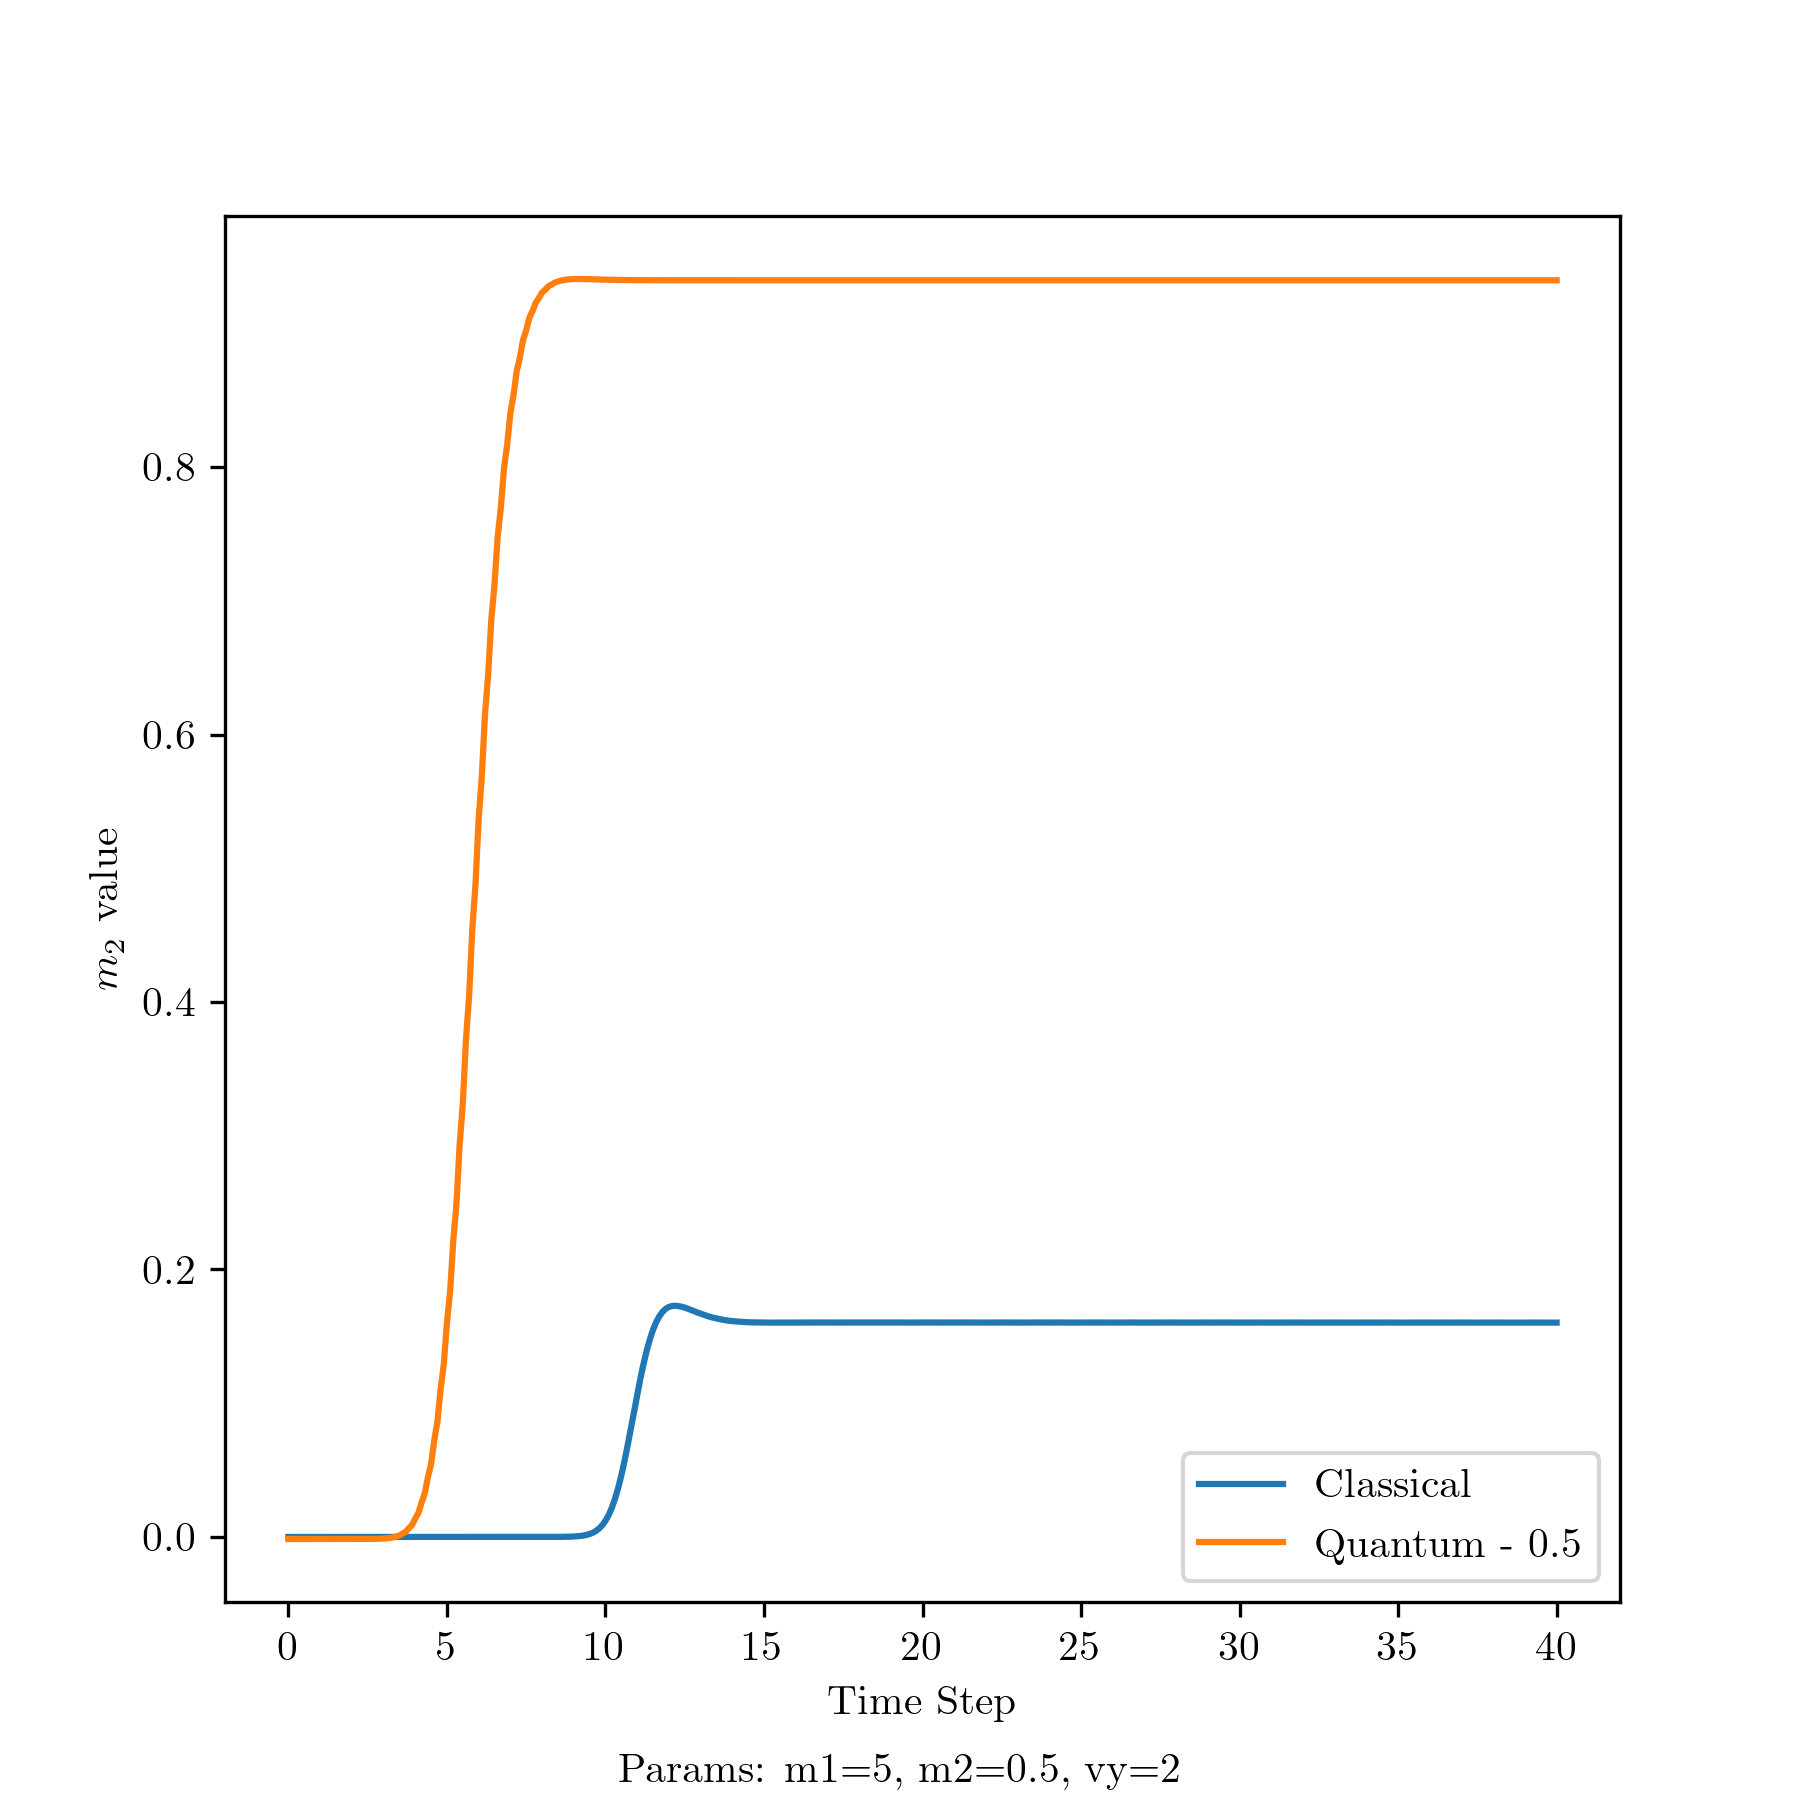 0.8
0.6
0.4
0.2
0.0
m₂ value
Classical
Quantum - 0.5
0 5 10 15 20 25 30 35 40
Time Step
Params: m1=5, m2=0.5, vy=2